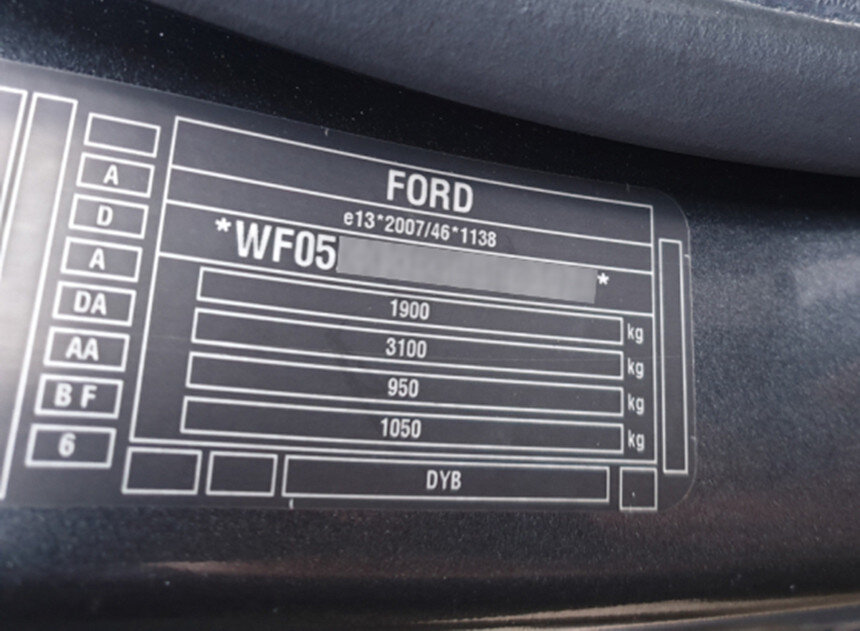 A
D
A
DA
AA
B F
6
FORD
e13*2007/46*1138
*WF05 *
1900 kg
3100 kg
950 kg
1050 kg
DYB